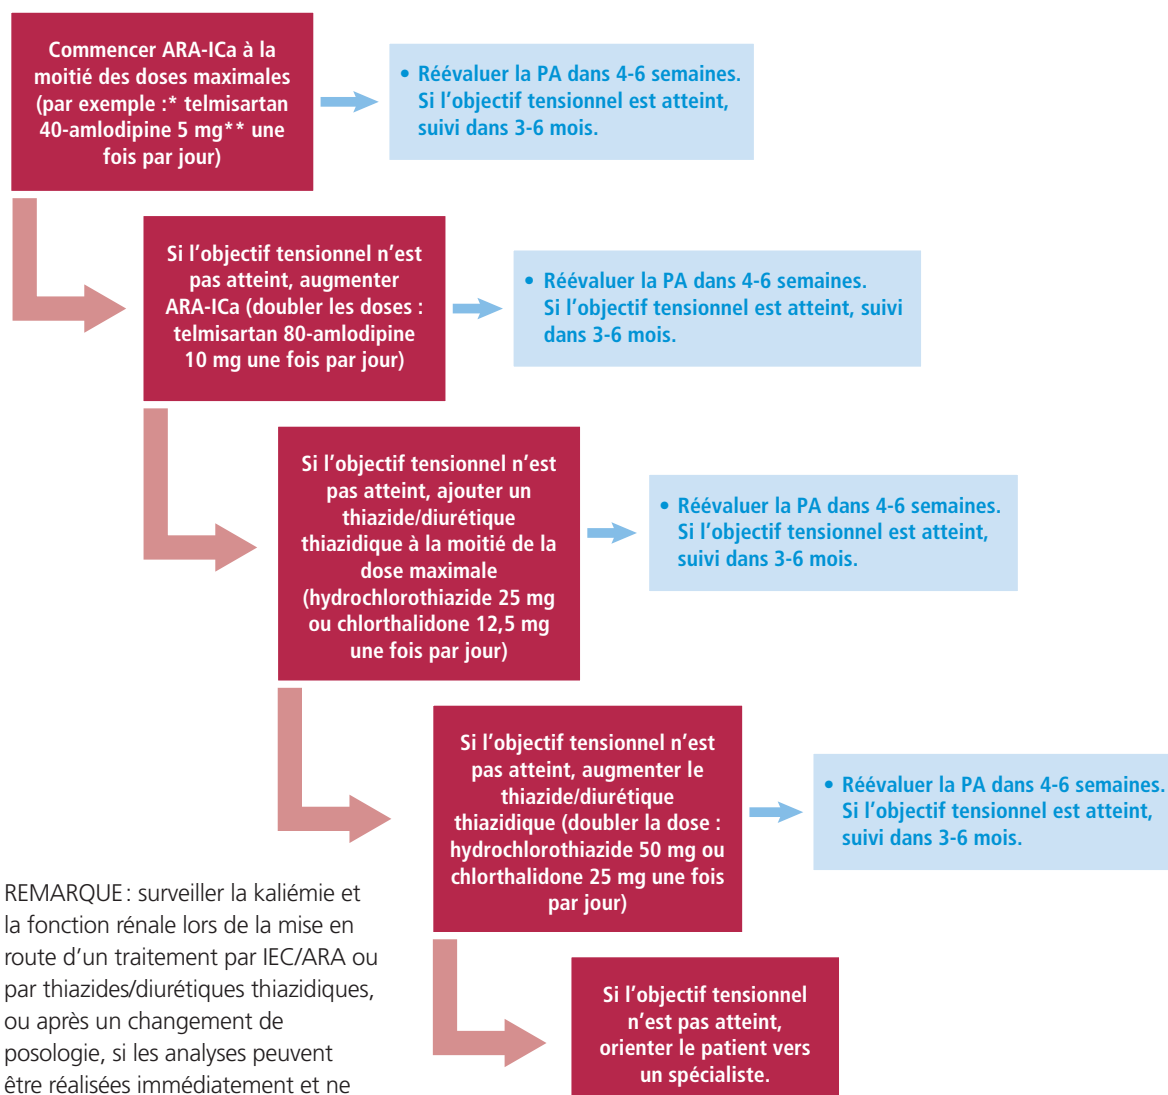 Commencer ARA-ICa à la
moitié des doses maximales
(par exemple :* telmisartan
40-amlodipine 5 mg** une
fois par jour)
• Réévaluer la PA dans 4-6 semaines.
Si l’objectif tensionnel est atteint,
suivi dans 3-6 mois.
Si l’objectif tensionnel n’est
pas atteint, augmenter
ARA-ICa (doubler les doses :
telmisartan 80-amlodipine
10 mg une fois par jour)
• Réévaluer la PA dans 4-6 semaines.
Si l’objectif tensionnel est atteint, suivi
dans 3-6 mois.
Si l’objectif tensionnel n’est
pas atteint, ajouter un
thiazide/diurétique
thiazidique à la moitié de la
dose maximale
(hydrochlorothiazide 25 mg
ou chlorthalidone 12,5 mg
une fois par jour)
• Réévaluer la PA dans 4-6 semaines.
Si l’objectif tensionnel est atteint,
suivi dans 3-6 mois.
Si l’objectif tensionnel n’est
pas atteint, augmenter le
thiazide/diurétique
thiazidique (doubler la dose :
hydrochlorothiazide 50 mg ou
chlorthalidone 25 mg une fois
par jour)
• Réévaluer la PA dans 4-6 semaines.
Si l’objectif tensionnel est atteint,
suivi dans 3-6 mois.
Si l’objectif tensionnel
n’est pas atteint,
orienter le patient vers
un spécialiste.
REMARQUE : surveiller la kaliémie et
la fonction rénale lors de la mise en
route d’un traitement par IEC/ARA ou
par thiazides/diurétiques thiazidiques,
ou après un changement de
posologie, si les analyses peuvent
être réalisées immédiatement et ne